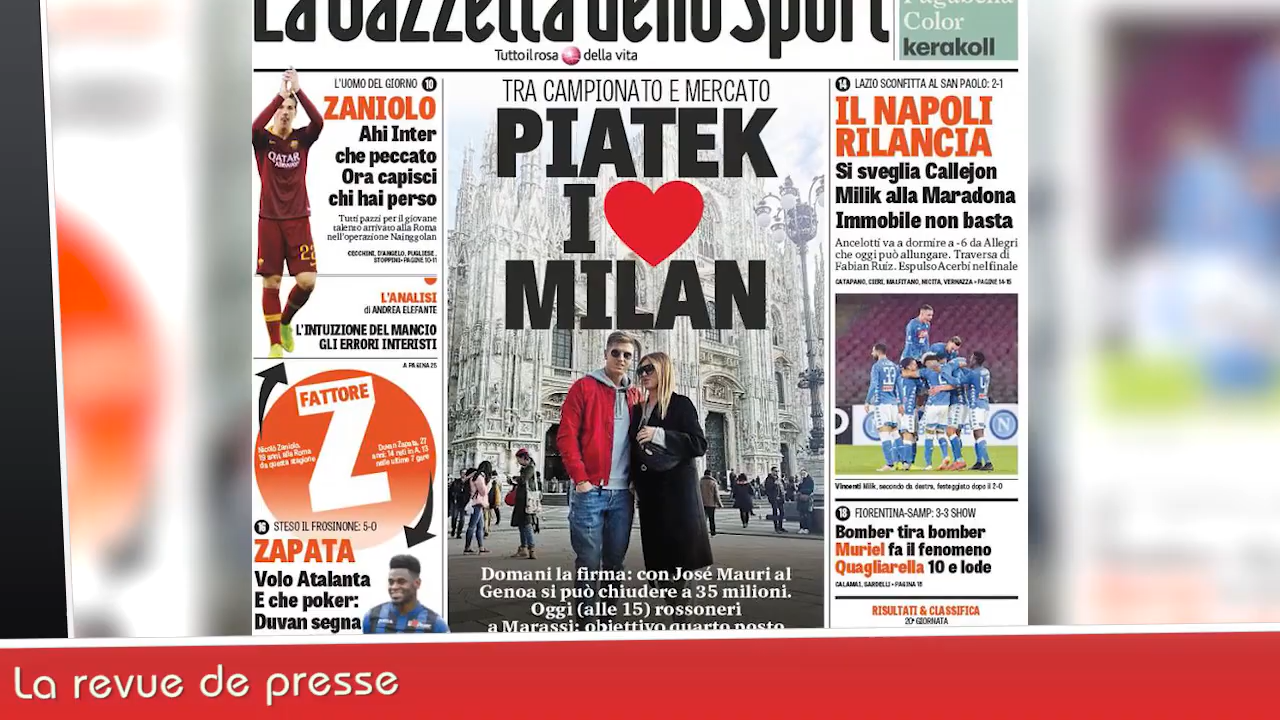 La Gazzetta dello Sport
Pagabella
Color
kerakoll
Tutto il rosa della vita
L'UOMO DEL GIORNO 10
ZANIOLO
Ahi Inter
che peccato
Ora capisci
chi hai perso
Tutti pazzi per il giovane
talento arrivato alla Roma
nell'operazione Nainggolan
CECCHINI, D'ANGELO, PUGLIESE,
STOPPINI • PAGINE 10-11
QATAR
AIRWAYS
22
L'ANALISI
di ANDREA ELEFANTE
L'INTUIZIONE DEL MANCIO
GLI ERRORI INTERISTI
A PAGINA 25
FATTORE
Z
Nicolò Zaniolo,
19 anni, alla Roma
da questa stagione
Duvan Zapata, 27
anni: 14 reti in A, 13
nelle ultime 7 gare
16 STESO IL FROSINONE: 5-0
ZAPATA
Volo Atalanta
E che poker:
Duvan segna
TRA CAMPIONATO E MERCATO
PIATEK
I
MILAN
Domani la firma: con José Mauri al
Genoa si può chiudere a 35 milioni.
Oggi (alle 15) rossoneri
a Marassi: obiettivo quarto posto
14 LAZIO SCONFITTA AL SAN PAOLO: 2-1
IL NAPOLI
RILANCIA
Si sveglia Callejon
Milik alla Maradona
Immobile non basta
Ancelotti va a dormire a -6 da Allegri
che oggi può allungare. Traversa di
Fabian Ruiz. Espulso Acerbi nel finale
CATAPANO, CIERI, MALFITANO, NICITA, VERNAZZA • PAGINE 14-15
33
N
Vincenti Milik, secondo da destra, festeggiato dopo il 2-0
18 FIORENTINA-SAMP: 3-3 SHOW
Bomber tira bomber
Muriel fa il fenomeno
Quagliarella 10 e lode
CALAMAI, SARDELLI • PAGINA 18
RISULTATI & CLASSIFICA
20ª GIORNATA
La revue de presse